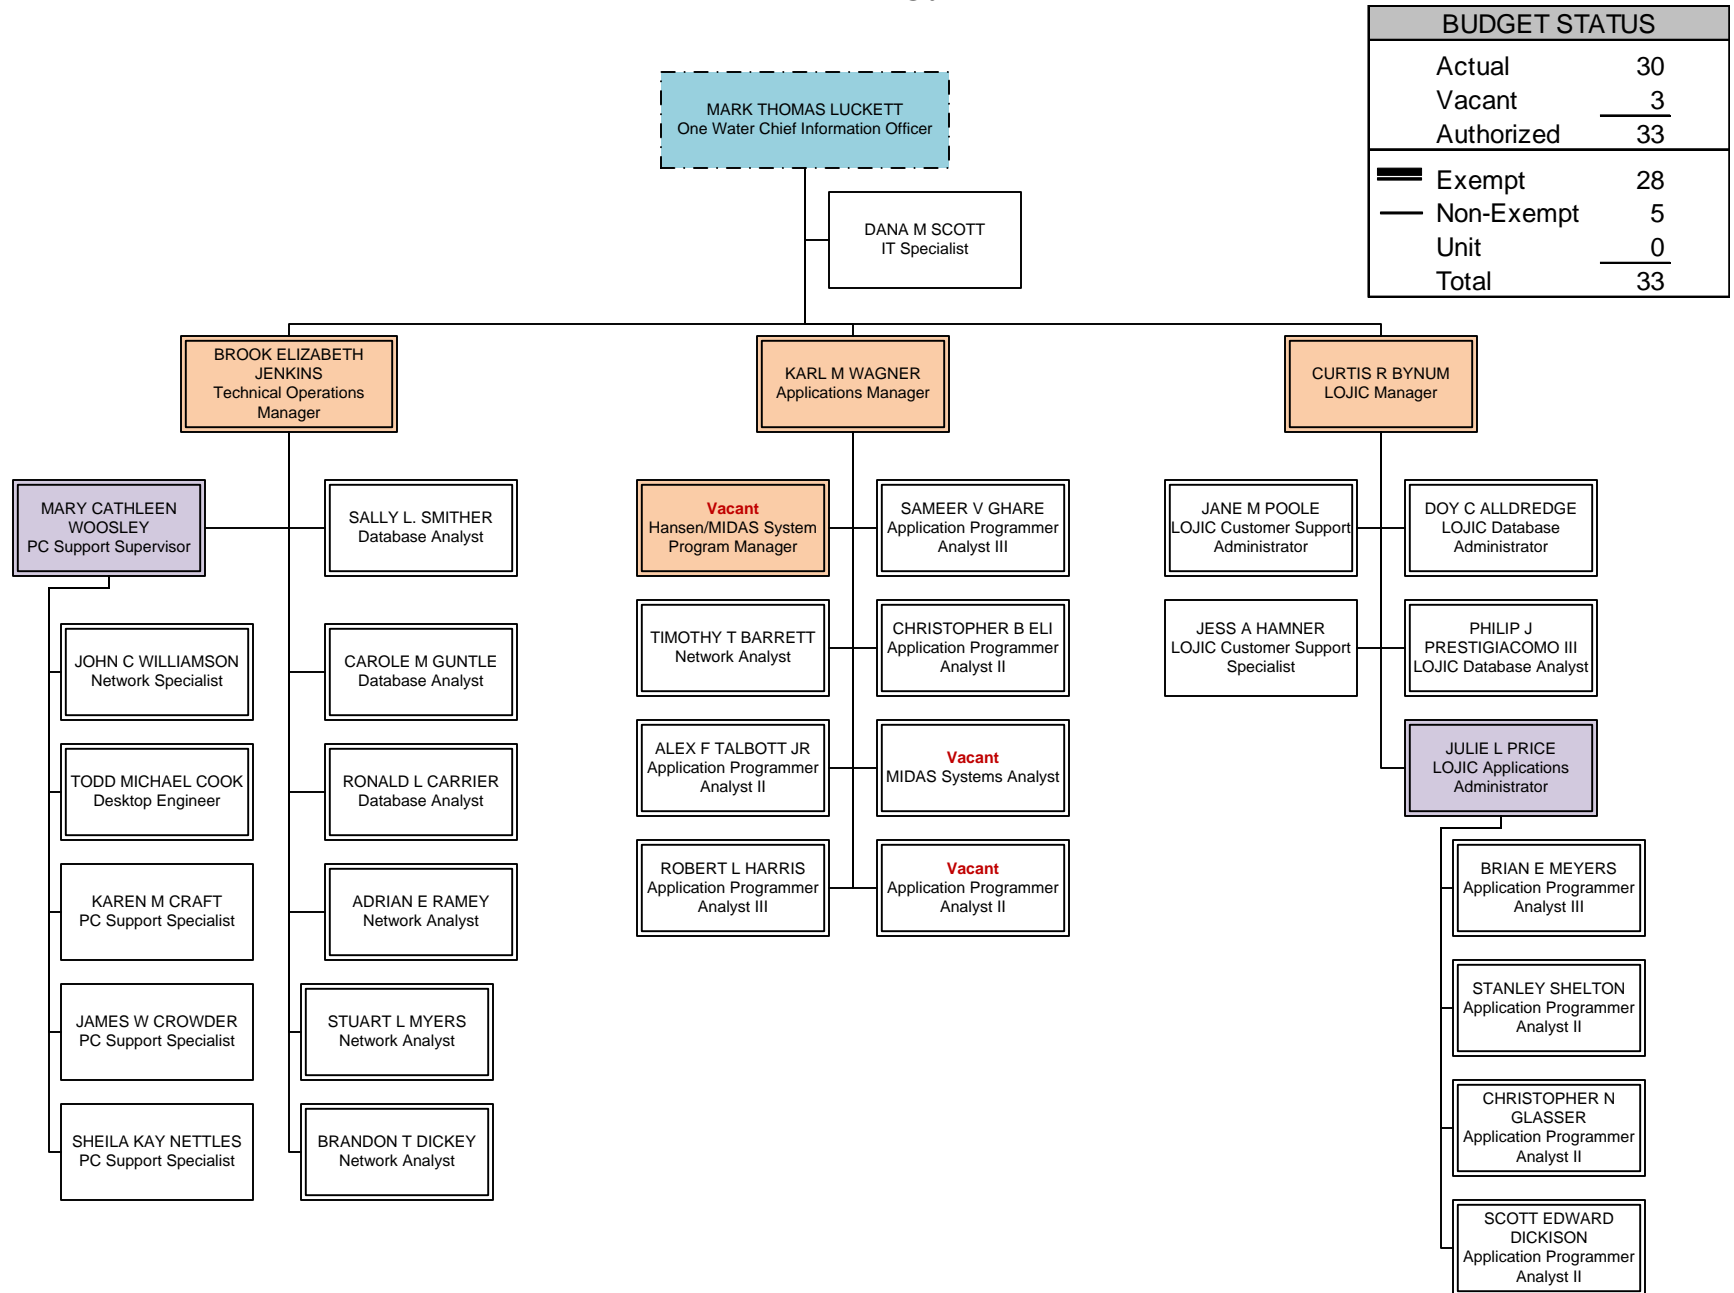 BUDGET STATUS
Actual 30
Vacant 3
Authorized 33
Exempt 28
Non-Exempt 5
Unit 0
Total 33
MARK THOMAS LUCKETT
One Water Chief Information Officer
DANA M SCOTT
IT Specialist
BROOK ELIZABETH
JENKINS
Technical Operations
Manager
KARL M WAGNER
Applications Manager
CURTIS R BYNUM
LOJIC Manager
MARY CATHLEEN
WOOSLEY
PC Support Supervisor
SALLY L. SMITHER
Database Analyst
JOHN C WILLIAMSON
Network Specialist
CAROLE M GUNTLE
Database Analyst
TODD MICHAEL COOK
Desktop Engineer
RONALD L CARRIER
Database Analyst
KAREN M CRAFT
PC Support Specialist
ADRIAN E RAMEY
Network Analyst
JAMES W CROWDER
PC Support Specialist
STUART L MYERS
Network Analyst
SHEILA KAY NETTLES
PC Support Specialist
BRANDON T DICKEY
Network Analyst
Vacant
Hansen/MIDAS System
Program Manager
SAMEER V GHARE
Application Programmer
Analyst III
TIMOTHY T BARRETT
Network Analyst
CHRISTOPHER B ELI
Application Programmer
Analyst II
ALEX F TALBOTT JR
Application Programmer
Analyst II
Vacant
MIDAS Systems Analyst
ROBERT L HARRIS
Application Programmer
Analyst III
Vacant
Application Programmer
Analyst II
JANE M POOLE
LOJIC Customer Support
Administrator
DOY C ALLDREDGE
LOJIC Database
Administrator
JESS A HAMNER
LOJIC Customer Support
Specialist
PHILIP J
PRESTIGIACOMO III
LOJIC Database Analyst
JULIE L PRICE
LOJIC Applications
Administrator
BRIAN E MEYERS
Application Programmer
Analyst III
STANLEY SHELTON
Application Programmer
Analyst II
CHRISTOPHER N
GLASSER
Application Programmer
Analyst II
SCOTT EDWARD
DICKISON
Application Programmer
Analyst II